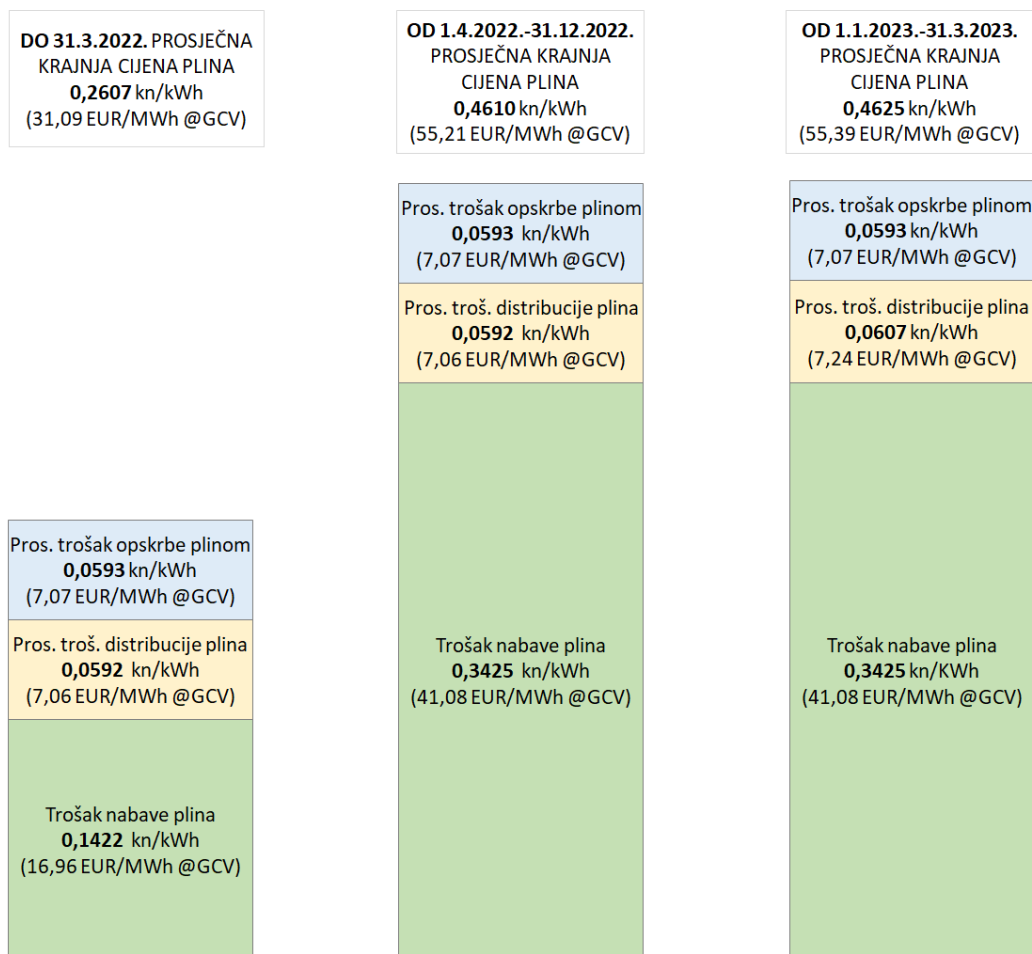 DO 31.3.2022. PROSJEČNA
KRAJNJA CIJENA PLINA
0,2607 kn/kWh
(31,09 EUR/MWh @GCV)
OD 1.4.2022.-31.12.2022.
PROSJEČNA KRAJNJA
CIJENA PLINA
0,4610 kn/kWh
(55,21 EUR/MWh @GCV)
OD 1.1.2023.-31.3.2023.
PROSJEČNA KRAJNJA
CIJENA PLINA
0,4625 kn/kWh
(55,39 EUR/MWh @GCV)
Pros. trošak opskrbe plinom
0,0593 kn/kWh
(7,07 EUR/MWh @GCV)
Pros. troš. distribucije plina
0,0592 kn/kWh
(7,06 EUR/MWh @GCV)
Trošak nabave plina
0,1422 kn/kWh
(16,96 EUR/MWh @GCV)
Pros. trošak opskrbe plinom
0,0593 kn/kWh
(7,07 EUR/MWh @GCV)
Pros. troš. distribucije plina
0,0592 kn/kWh
(7,06 EUR/MWh @GCV)
Trošak nabave plina
0,3425 kn/kWh
(41,08 EUR/MWh @GCV)
Pros. trošak opskrbe plinom
0,0593 kn/kWh
(7,07 EUR/MWh @GCV)
Pros. troš. distribucije plina
0,0607 kn/kWh
(7,24 EUR/MWh @GCV)
Trošak nabave plina
0,3425 kn/KWh
(41,08 EUR/MWh @GCV)